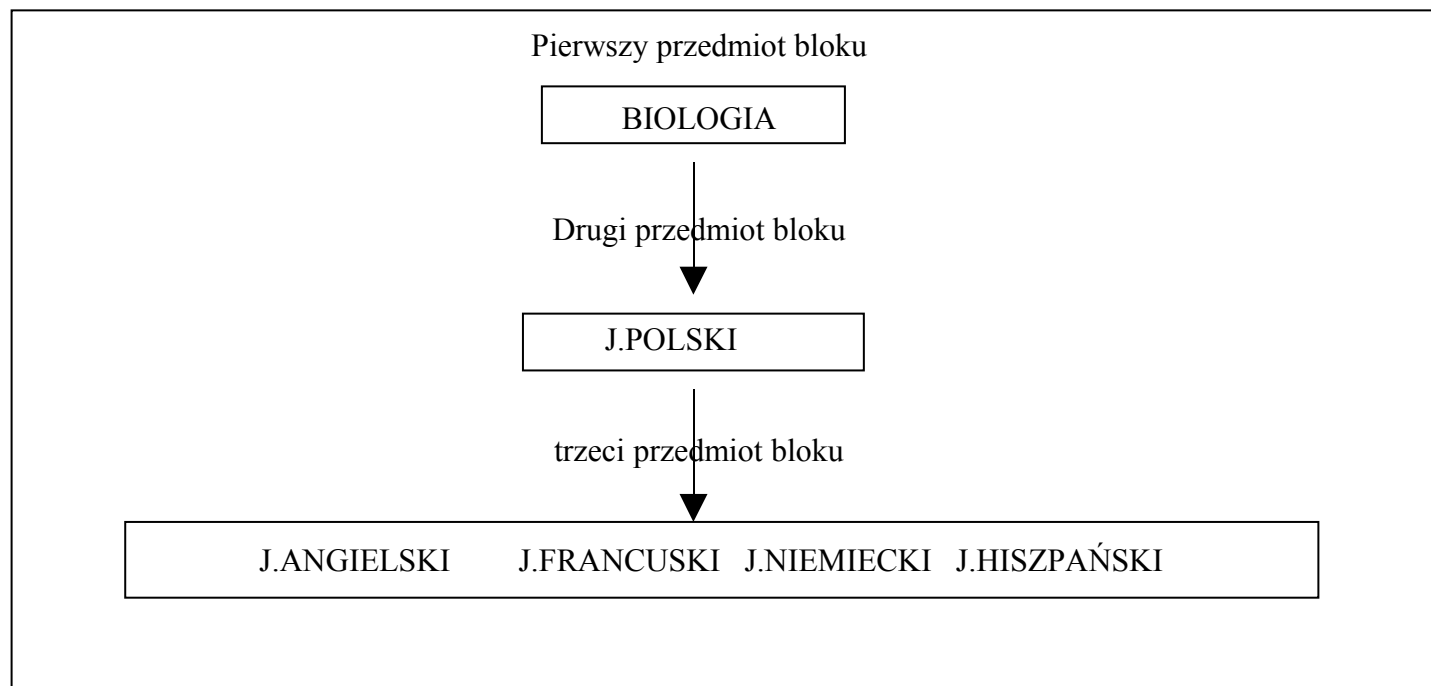 Pierwszy przedmiot bloku
BIOLOGIA
Drugi przedmiot bloku
J.POLSKI
trzeci przedmiot bloku
J.ANGIELSKI J.FRANCUSKI J.NIEMIECKI J.HISZPAŃSKI